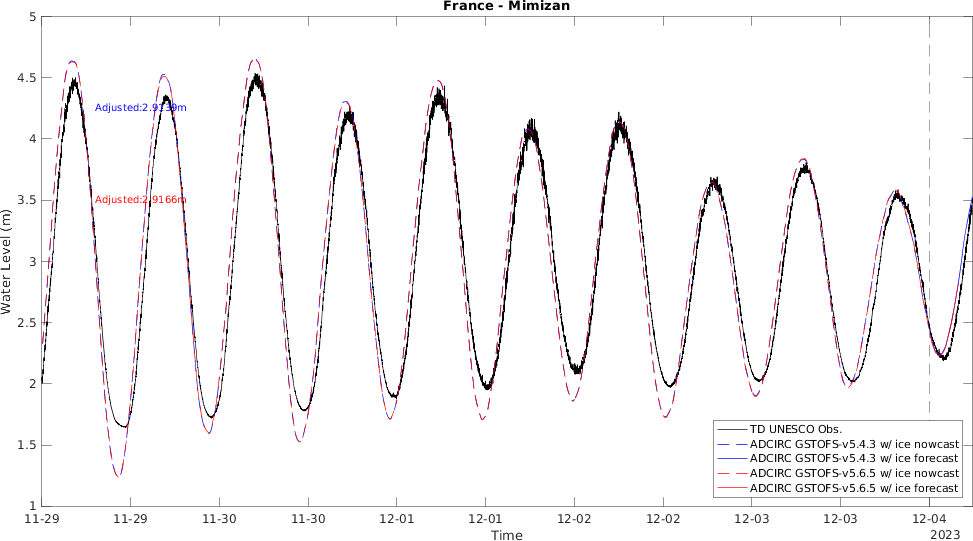 France - Mimizan
5
4.5
4
3.5
3
2.5
2
1.5
1
Water Level (m)
Adjusted:2.9139m
Adjusted:2.9166m
TD UNESCO Obs.
ADCIRC GSTOFS-v5.4.3 w/ ice nowcast
ADCIRC GSTOFS-v5.4.3 w/ ice forecast
ADCIRC GSTOFS-v5.6.5 w/ ice nowcast
ADCIRC GSTOFS-v5.6.5 w/ ice forecast
11-29 11-29 11-30 11-30 12-01 12-01 12-02 12-02 12-03 12-03 12-04
Time 2023